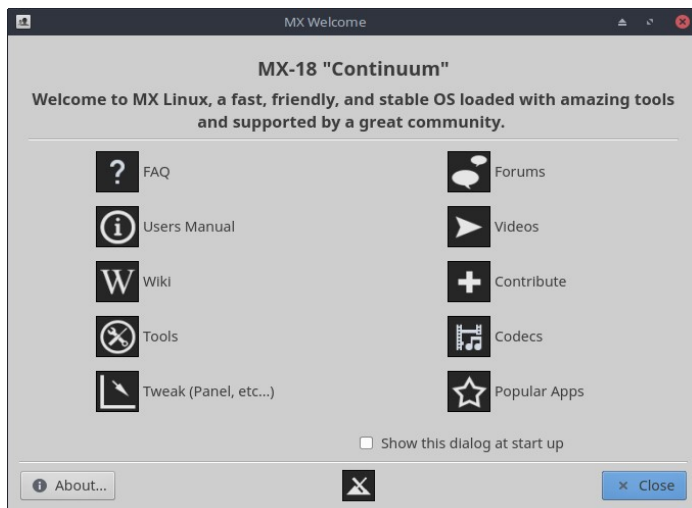 MX Welcome
MX-18 "Continuum"
Welcome to MX Linux, a fast, friendly, and stable OS loaded with amazing tools
and supported by a great community.
? FAQ
Forums
i Users Manual
Videos
W Wiki
Contribute
Tools
Codecs
Tweak (Panel, etc...)
Popular Apps
Show this dialog at start up
About...
Close